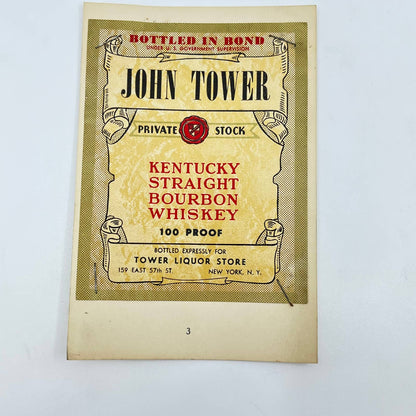 BOTTLED IN BOND
UNDER U. S. GOVERNMENT SUPERVISION
JOHN TOWER
PRIVATE STOCK
KENTUCKY
STRAIGHT
BOURBON
WHISKEY
100 PROOF
BOTTLED EXPRESSLY FOR
TOWER LIQUOR STORE
159 EAST 57th ST. NEW YORK, N. Y.
3